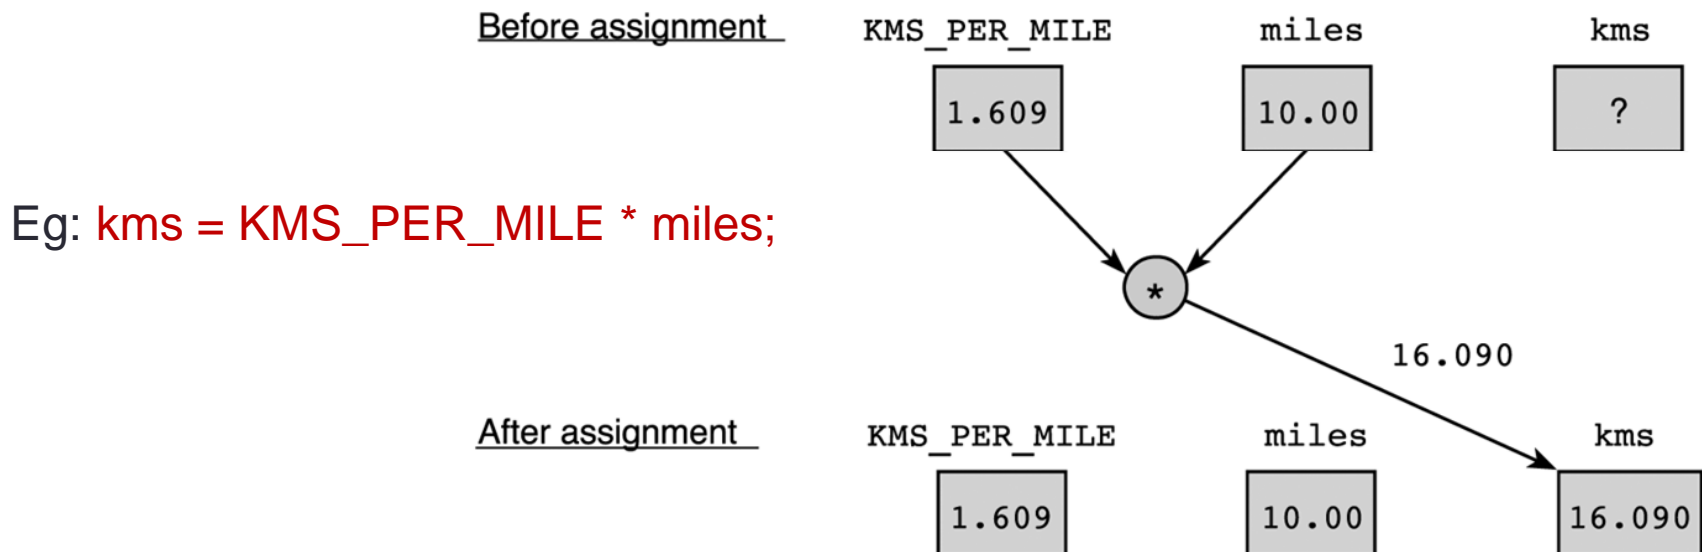 Before assignment KMS_PER_MILE miles kms
1.609 10.00 ?
Eg: kms = KMS_PER_MILE * miles;
*
16.090
After assignment KMS_PER_MILE miles kms
1.609 10.00 16.090